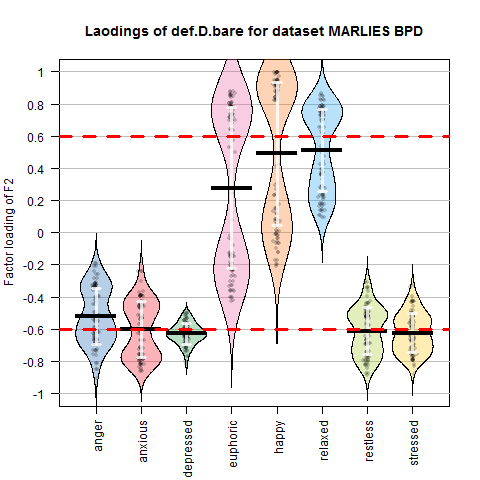 Laodings of def.D.bare for dataset MARLIES BPD
Factor loading of F2
1
0.8
0.6
0.4
0.2
0
-0.2
-0.4
-0.6
-0.8
-1
anger
anxious
depressed
euphoric
happy
relaxed
restless
stressed